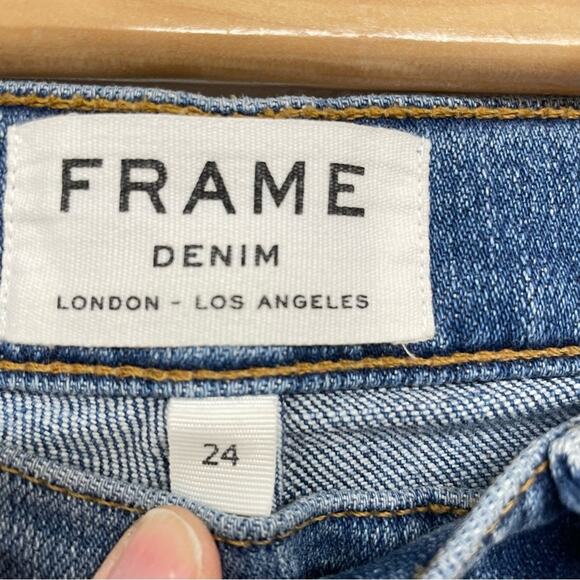 FRAME
DENIM
LONDON - LOS ANGELES
24